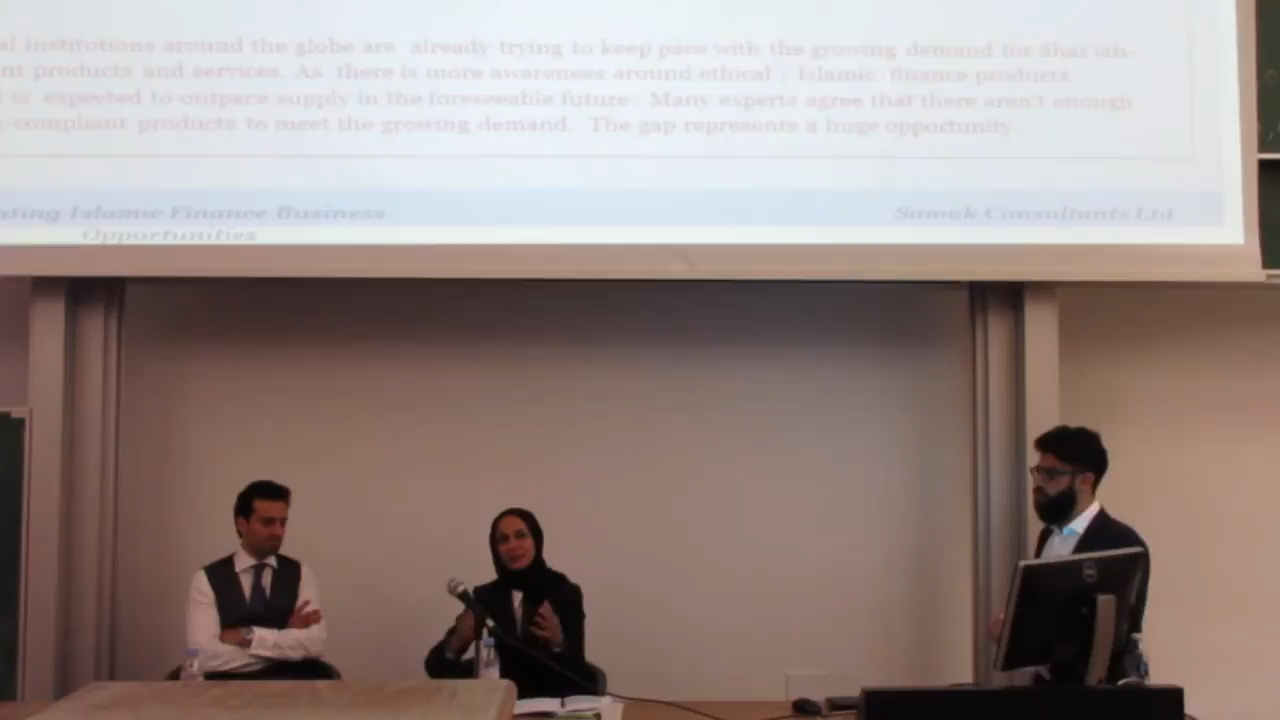 al institutions around the globe are already trying to keep pace with the growing demand for Shar'iah-
nt products and services. As there is more awareness around ethical / Islamic finance products
is expected to outpace supply in the foreseeable future. Many experts agree that there aren't enough
-compliant products to meet the growing demand. The gap represents a huge opportunity.
ating Islamic Finance Business
Opportunities
Consultants Ltd